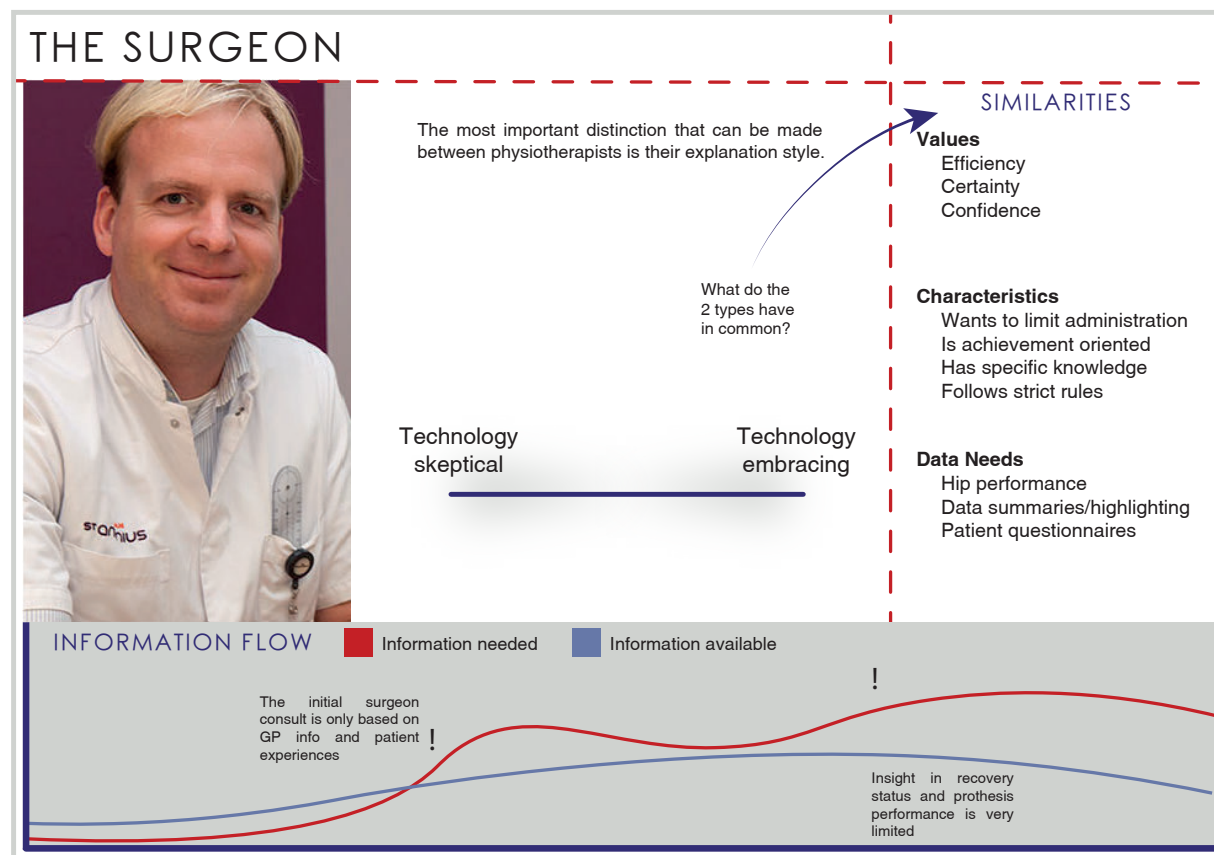 THE SURGEON
The most important distinction that can be made
between physiotherapists is their explanation style.
What do the
2 types have
in common?
Technology
skeptical
Technology
embracing
SIMILARITIES
Values
Efficiency
Certainty
Confidence
Characteristics
Wants to limit administration
Is achievement oriented
Has specific knowledge
Follows strict rules
Data Needs
Hip performance
Data summaries/highlighting
Patient questionnaires
INFORMATION FLOW
Information needed
Information available
The initial surgeon
consult is only based on
GP info and patient
experiences
!
!
Insight in recovery
status and prothesis
performance is very
limited